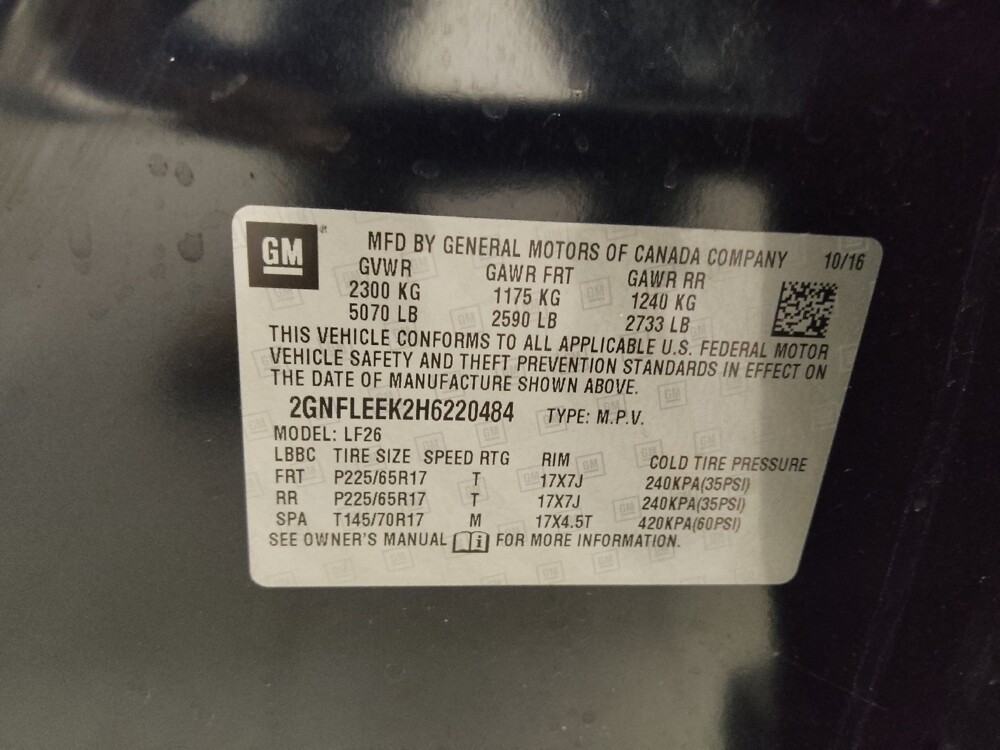 GM
MFD BY GENERAL MOTORS OF CANADA COMPANY 10/16
GVWR GAWR FRT GAWR RR
2300 KG 1175 KG 1240 KG
5070 LB 2590 LB 2733 LB
THIS VEHICLE CONFORMS TO ALL APPLICABLE U.S. FEDERAL MOTOR
VEHICLE SAFETY AND THEFT PREVENTION STANDARDS IN EFFECT ON
THE DATE OF MANUFACTURE SHOWN ABOVE.
2GNFLEEK2H6220484 TYPE: M.P.V.
MODEL: LF26
LBBC TIRE SIZE SPEED RTG RIM COLD TIRE PRESSURE
FRT P225/65R17 T 17X7J 240KPA(35PSI)
RR P225/65R17 T 17X7J 240KPA(35PSI)
SPA T145/70R17 M 17X4.5T 420KPA(60PSI)
SEE OWNER'S MANUAL i FOR MORE INFORMATION.